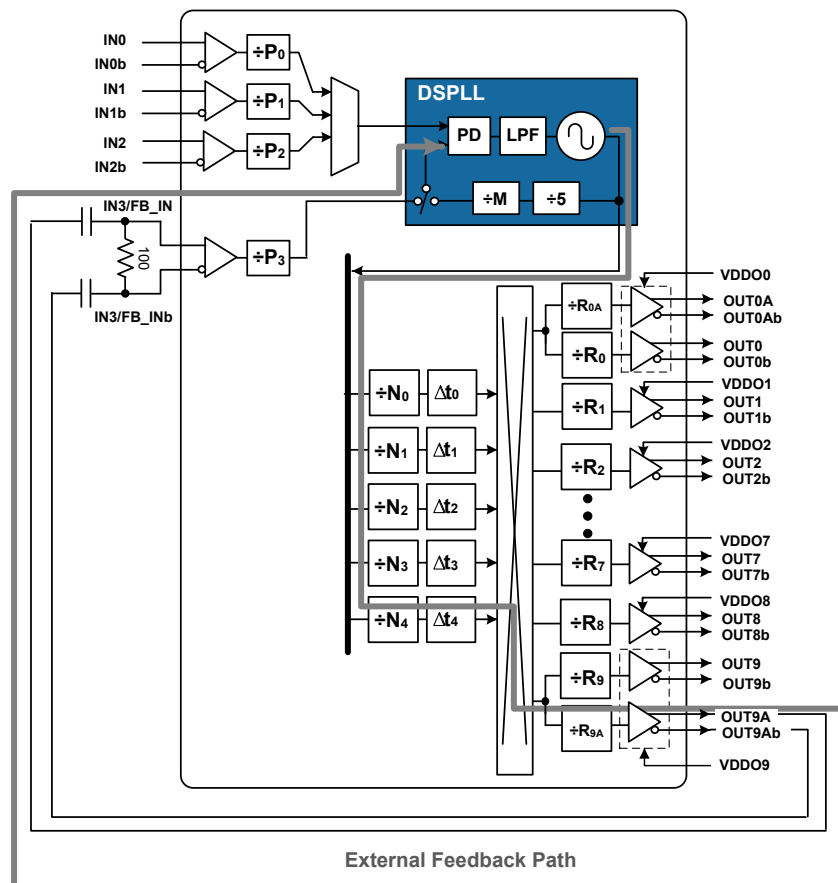 IN0
IN0b
÷P0
IN1
IN1b
÷P1
IN2
IN2b
÷P2
DSPLL
PD
LPF
÷M
÷5
IN3/FB_IN
100
÷P3
IN3/FB_INb
÷N0
Δt0
÷N1
Δt1
÷N2
Δt2
÷N3
Δt3
÷N4
Δt4
÷R0A
÷R0
÷R1
÷R2
÷R7
÷R8
÷R9
÷R9A
VDDO0
OUT0A
OUT0Ab
OUT0
OUT0b
VDDO1
OUT1
OUT1b
VDDO2
OUT2
OUT2b
VDDO7
OUT7
OUT7b
VDDO8
OUT8
OUT8b
OUT9
OUT9b
OUT9A
OUT9Ab
VDDO9
External Feedback Path